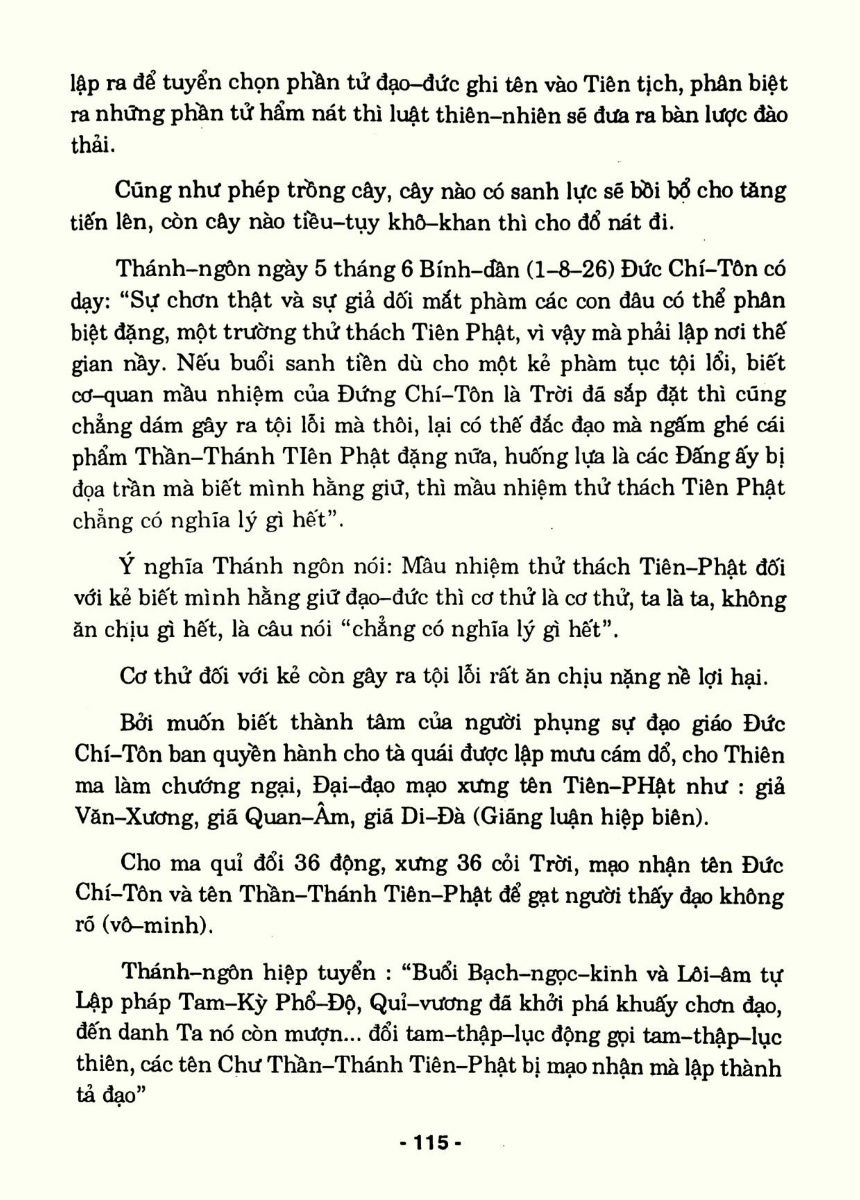 lập ra để tuyển chọn phần tử đạo–đức ghi tên vào Tiên tịch, phân biệt
ra những phần tử hẩm nát thì luật thiên–nhiên sẽ đưa ra bàn lược đào
thải.
Cũng như phép trồng cây, cây nào có sanh lực sẽ bồi bổ cho tăng
tiến lên, còn cây nào tiều–tụy khô–khan thì cho đổ nát đi.
Thánh–ngôn ngày 5 tháng 6 Bính–dần (1–8–26) Đức Chí–Tôn có
dạy: “Sự chơn thật và sự giả dối mắt phàm các con đâu có thể phân
biệt đặng, một trường thử thách Tiên Phật, vì vậy mà phải lập nơi thế
gian nầy. Nếu buổi sanh tiền dù cho một kẻ phàm tục tội lổi, biết
cơ–quan mầu nhiệm của Đứng Chí–Tôn là Trời đã sắp đặt thì cũng
chẳng dám gây ra tội lỗi mà thôi, lại có thế đắc đạo mà ngấm ghé cái
phẩm Thần–Thánh TIên Phật đặng nữa, huống lựa là các Đấng ấy bị
đọa trần mà biết mình hằng giữ, thì mầu nhiệm thử thách Tiên Phật
chẳng có nghĩa lý gì hết”.
Ý nghĩa Thánh ngôn nói: Mầu nhiệm thử thách Tiên–Phật đối
với kẻ biết mình hằng giữ đạo–đức thì cơ thử là cơ thử, ta là ta, không
ăn chịu gì hết, là câu nói “chẳng có nghĩa lý gì hết”.
Cơ thử đối với kẻ còn gây ra tội lỗi rất ăn chịu nặng nề lợi hại.
Bởi muốn biết thành tâm của người phụng sự đạo giáo Đức
Chí–Tôn ban quyền hành cho tà quái được lập mưu cám dổ, cho Thiên
ma làm chướng ngại, Đại–đạo mạo xưng tên Tiên–PHật như : giả
Văn–Xương, giã Quan–Âm, giã Di–Đà (Giãng luận hiệp biên).
Cho ma quỉ đổi 36 động, xưng 36 cỏi Trời, mạo nhận tên Đức
Chí–Tôn và tên Thần–Thánh Tiên–Phật để gạt người thấy đạo không
rõ (vô–minh).
Thánh–ngôn hiệp tuyển : “Buổi Bạch–ngọc–kinh và Lôi–âm tự
Lập pháp Tam–Kỳ Phổ–Độ, Quỉ–vương đã khởi phá khuấy chơn đạo,
đến danh Ta nó còn mượn... đổi tam–thập–lục động gọi tam–thập–lục
thiên, các tên Chư Thần–Thánh Tiên–Phật bị mạo nhận mà lập thành
tả đạo”
- 115 -